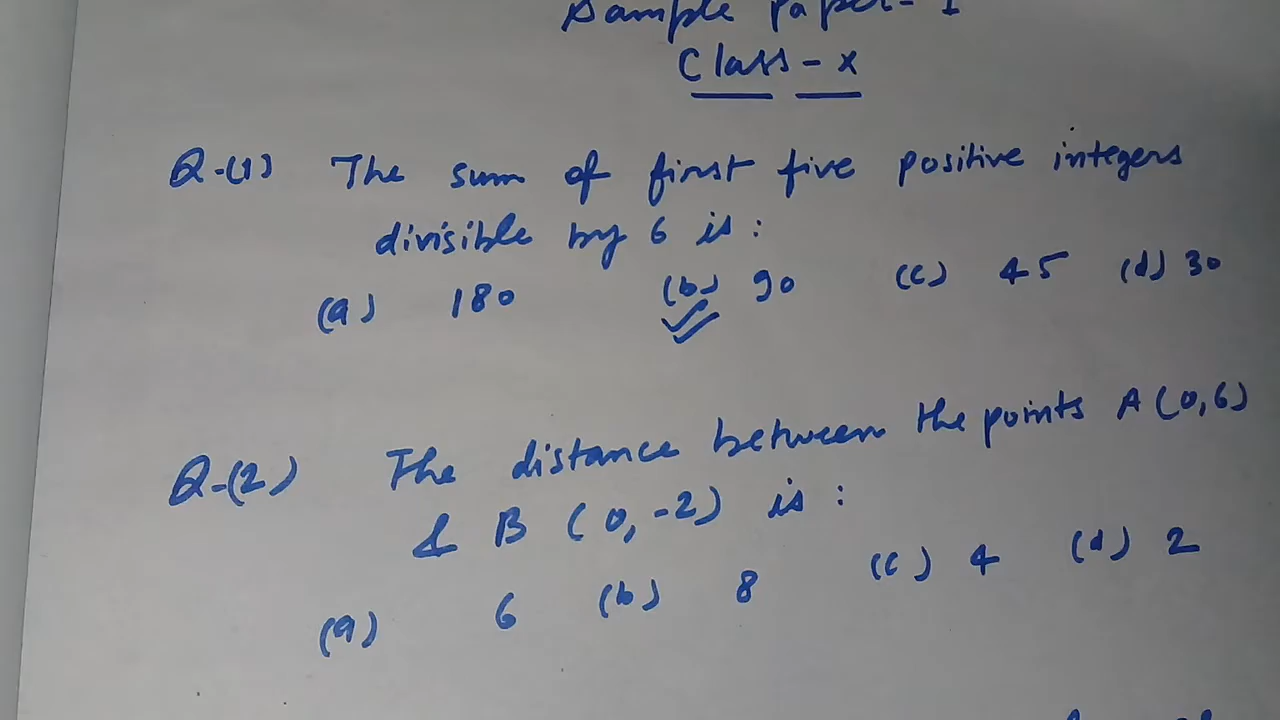 Sample Paper- 1
Class - x
Q-(1) The sum of first five positive integers
divisible by 6 is :
(a) 180 (b) 90 (c) 45 (d) 30
Q-(2) The distance between the points A (0,6)
& B (0,-2) is :
(a) 6 (b) 8 (c) 4 (d) 2